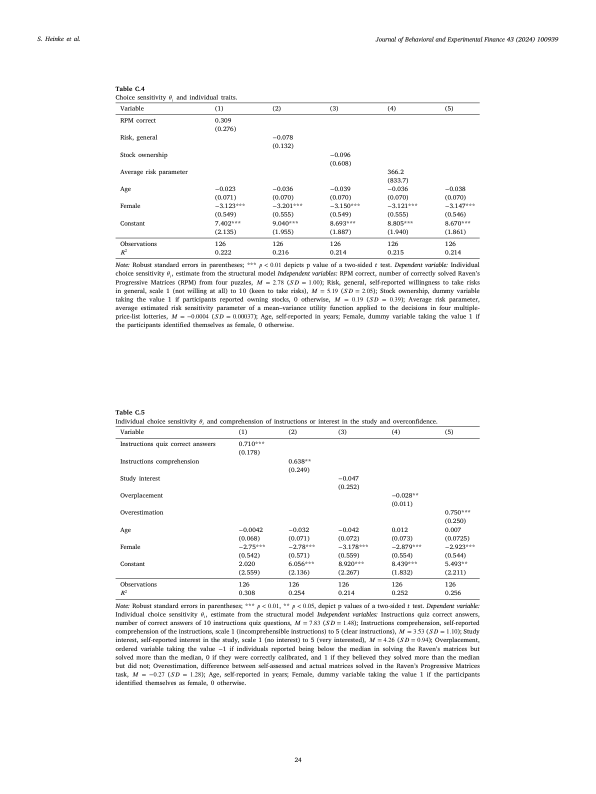 S. Heinke et al.
Journal of Behavioral and Experimental Finance 43 (2024) 100939
Table C.4
Choice sensitivity θᵢ and individual traits.
Variable (1) (2) (3) (4) (5)
RPM correct 0.309
(0.276)
Risk, general −0.078
(0.132)
Stock ownership −0.096
(0.608)
Average risk parameter 366.2
(833.7)
Age −0.023 −0.036 −0.039 −0.036 −0.038
(0.071) (0.070) (0.070) (0.070) (0.070)
Female −3.123*** −3.201*** −3.150*** −3.121*** −3.147***
(0.549) (0.555) (0.549) (0.555) (0.546)
Constant 7.402*** 9.040*** 8.693*** 8.805*** 8.670***
(2.135) (1.955) (1.887) (1.940) (1.861)
Observations 126 126 126 126 126
R² 0.222 0.216 0.214 0.215 0.214
Note: Robust standard errors in parentheses; *** p < 0.01 depicts p value of a two-sided t test. Dependent variable: Individual
choice sensitivity θᵢ, estimate from the structural model Independent variables: RPM correct, number of correctly solved Raven's
Progressive Matrices (RPM) from four puzzles, M = 2.78 (SD = 1.00); Risk, general, self-reported willingness to take risks
in general, scale 1 (not willing at all) to 10 (keen to take risks), M = 5.19 (SD = 2.05); Stock ownership, dummy variable
taking the value 1 if participants reported owning stocks, 0 otherwise, M = 0.19 (SD = 0.39); Average risk parameter,
average estimated risk sensitivity parameter of a mean–variance utility function applied to the decisions in four multiple-
price-list lotteries, M = −0.0004 (SD = 0.00037); Age, self-reported in years; Female, dummy variable taking the value 1 if
the participants identified themselves as female, 0 otherwise.
Table C.5
Individual choice sensitivity θᵢ and comprehension of instructions or interest in the study and overconfidence.
Variable (1) (2) (3) (4) (5)
Instructions quiz correct answers 0.710***
(0.178)
Instructions comprehension 0.638**
(0.249)
Study interest −0.047
(0.252)
Overplacement −0.028**
(0.011)
Overestimation 0.750***
(0.250)
Age −0.0042 −0.032 −0.042 0.012 0.007
(0.068) (0.071) (0.072) (0.073) (0.0725)
Female −2.75*** −2.78*** −3.178*** −2.879*** −2.923***
(0.542) (0.571) (0.559) (0.554) (0.544)
Constant 2.020 6.056*** 8.920*** 8.439*** 5.493**
(2.559) (2.136) (2.267) (1.832) (2.211)
Observations 126 126 126 126 126
R² 0.308 0.254 0.214 0.252 0.256
Note: Robust standard errors in parentheses; *** p < 0.01, ** p < 0.05, depict p values of a two-sided t test. Dependent variable:
Individual choice sensitivity θᵢ, estimate from the structural model Independent variables: Instructions quiz correct answers,
number of correct answers of 10 instructions quiz questions, M = 7.83 (SD = 1.48); Instructions comprehension, self-reported
comprehension of the instructions, scale 1 (incomprehensible instructions) to 5 (clear instructions), M = 3.53 (SD = 1.10); Study
interest, self-reported interest in the study, scale 1 (no interest) to 5 (very interested), M = 4.26 (SD = 0.94); Overplacement,
ordered variable taking the value −1 if individuals reported being below the median in solving the Raven's matrices but
solved more than the median, 0 if they were correctly calibrated, and 1 if they believed they solved more than the median
but did not; Overestimation, difference between self-assessed and actual matrices solved in the Raven's Progressive Matrices
task, M = −0.27 (SD = 1.28); Age, self-reported in years; Female, dummy variable taking the value 1 if the participants
identified themselves as female, 0 otherwise.
24